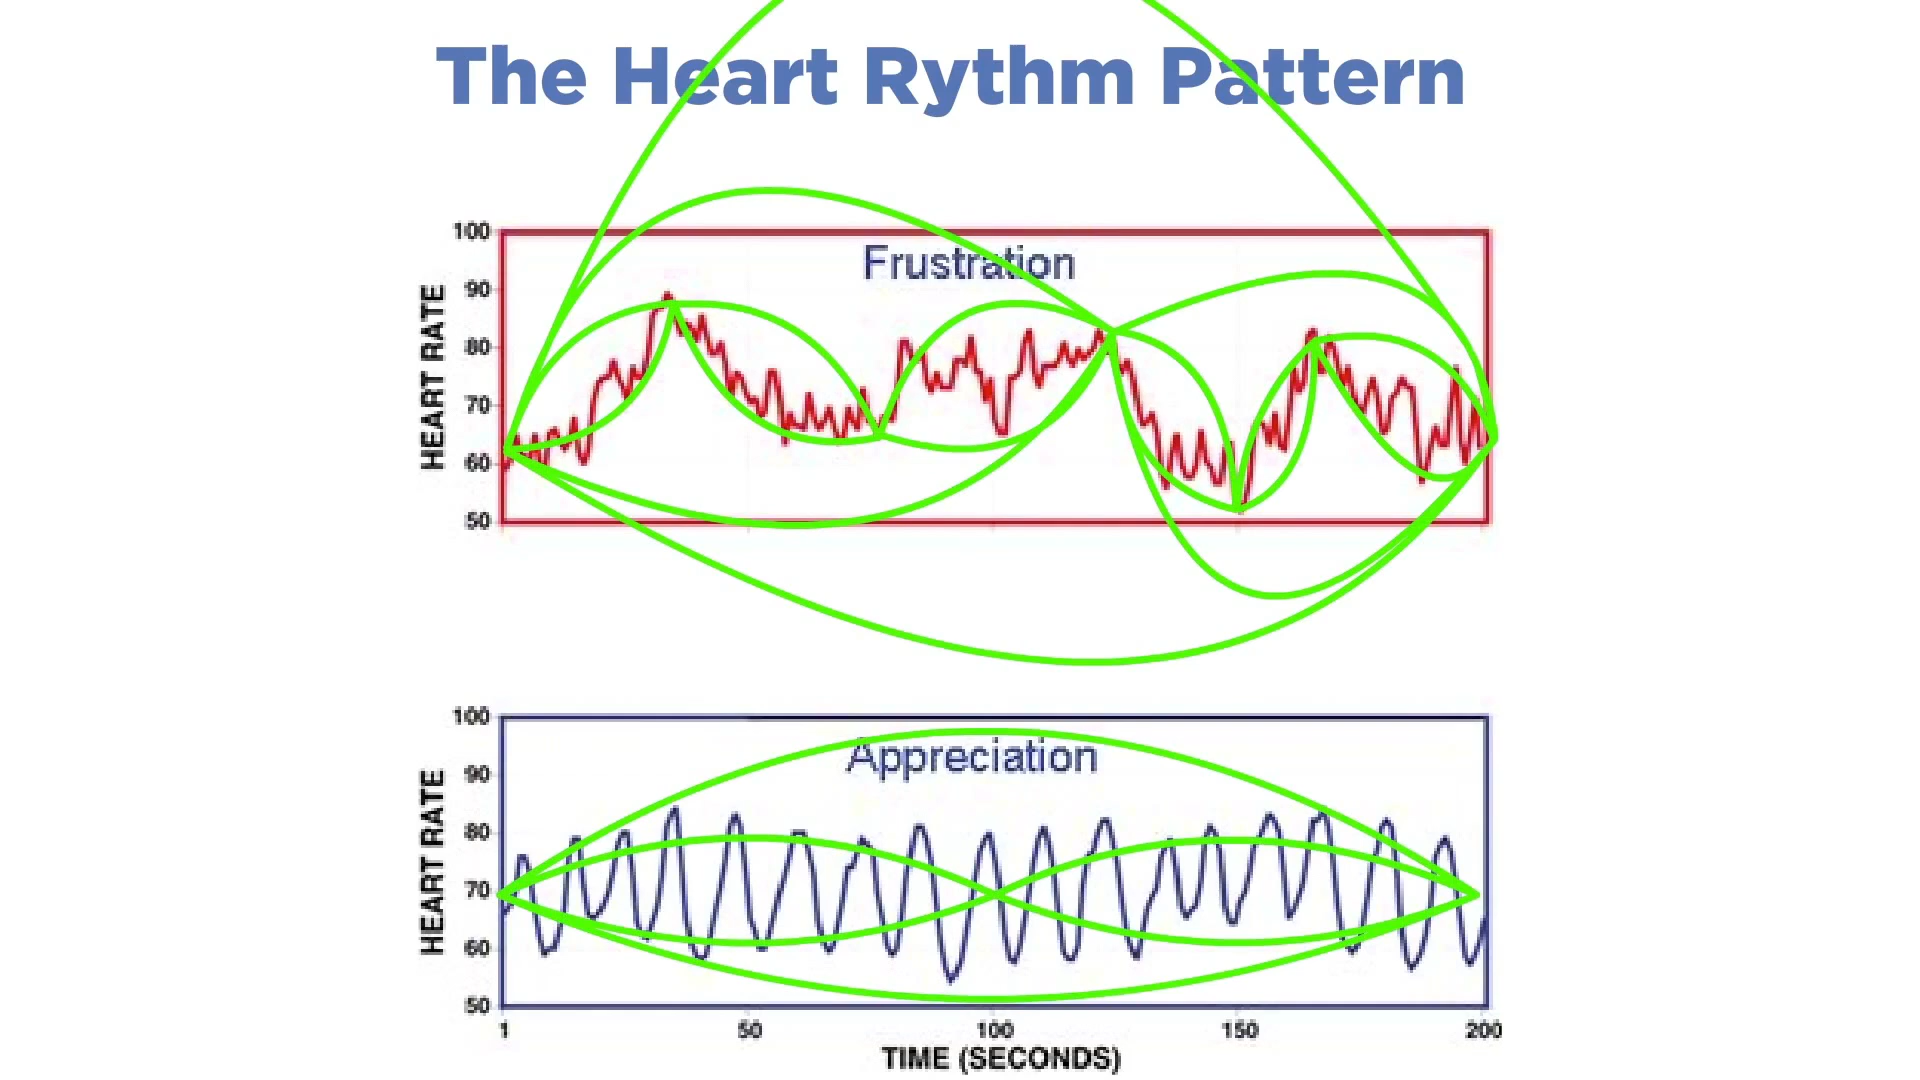 The Heart Rythm Pattern
Frustration
HEART RATE
100
90
80
70
60
50
Appreciation
HEART RATE
100
90
80
70
60
50
1 50 100 150 200
TIME (SECONDS)